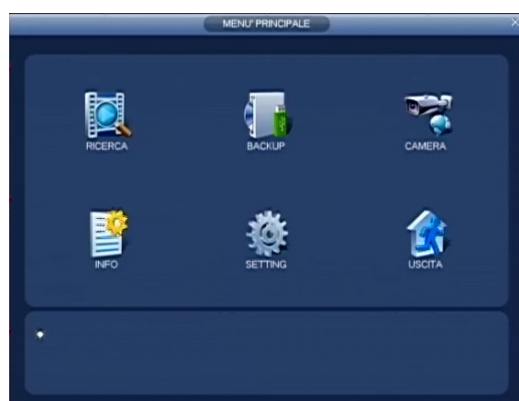 MENU' PRINCIPALE
RICERCA
BACKUP
CAMERA
INFO
SETTING
USCITA